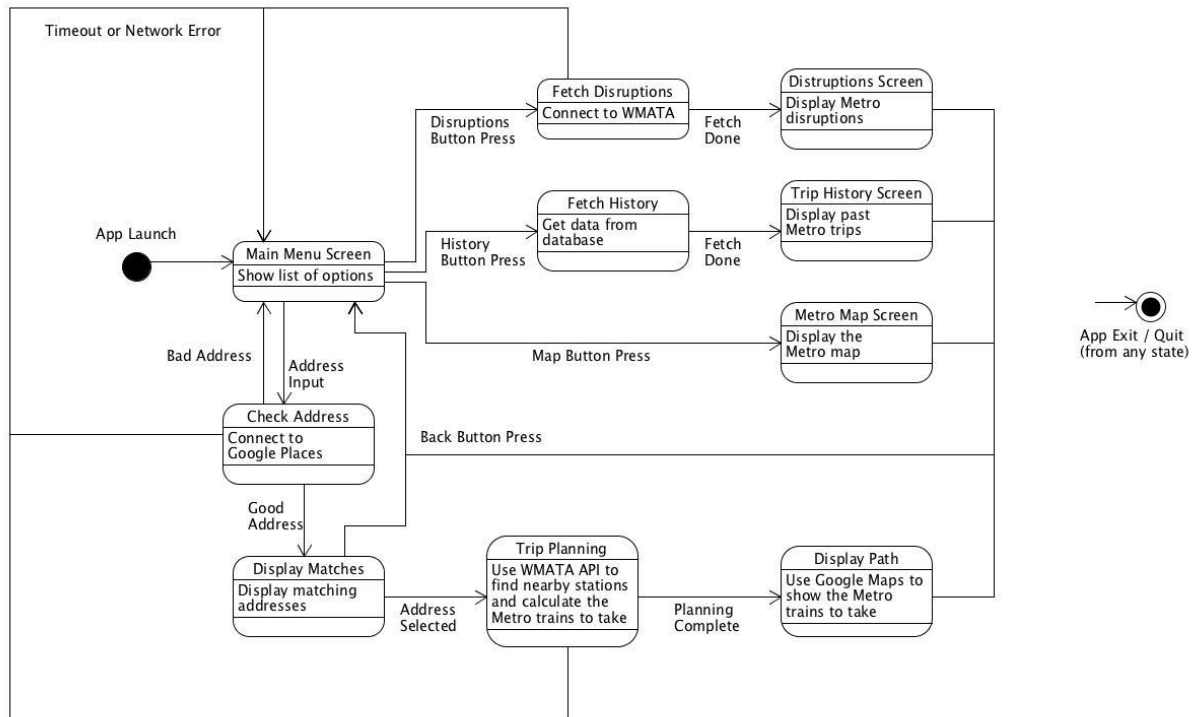 Timeout or Network Error
Fetch Disruptions
Connect to WMATA
Distruptions Screen
Display Metro
disruptions
Disruptions
Button Press
Fetch
Done
Fetch History
Get data from
database
Trip History Screen
Display past
Metro trips
App Launch
Main Menu Screen
Show list of options
History
Button Press
Fetch
Done
Metro Map Screen
Display the
Metro map
App Exit / Quit
(from any state)
Bad Address
Address
Input
Map Button Press
Check Address
Connect to
Google Places
Back Button Press
Good
Address
Display Matches
Display matching
addresses
Address
Selected
Trip Planning
Use WMATA API to
find nearby stations
and calculate the
Metro trains to take
Planning
Complete
Display Path
Use Google Maps to
show the Metro
trains to take